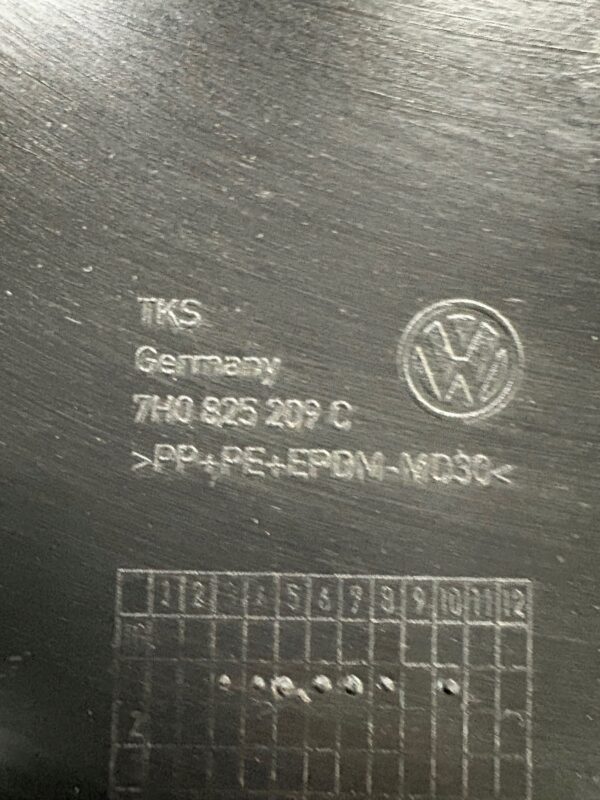 TKS
Germany
7H0 825 209 C
>PP+PE+EPDM-MD30<
1 2 3 4 5 6 7 8 9 10 11 12